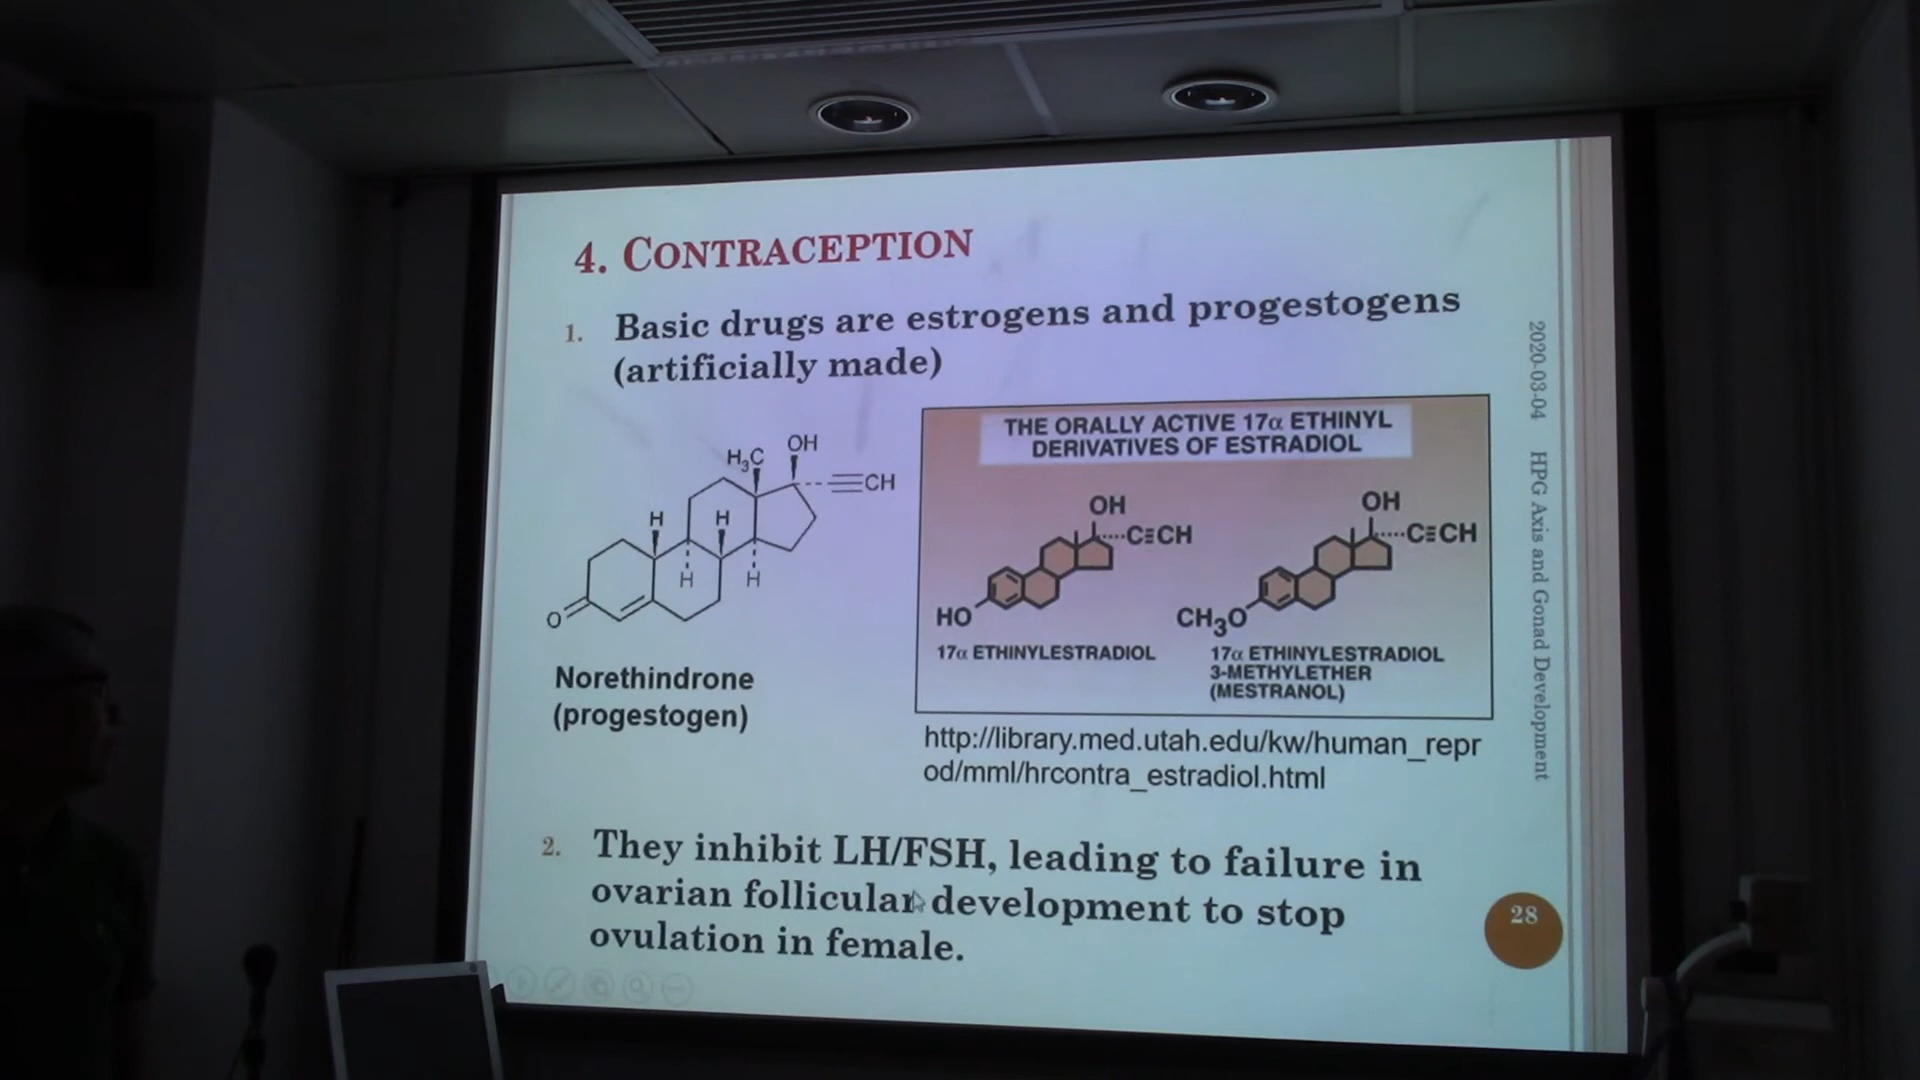 4. CONTRACEPTION
1. Basic drugs are estrogens and progestogens
(artificially made)
OH
H₃C
CH
H
H
H
H
O
Norethindrone
(progestogen)
THE ORALLY ACTIVE 17α ETHINYL
DERIVATIVES OF ESTRADIOL
OH
C≡CH
HO
17α ETHINYLESTRADIOL
OH
C≡CH
CH₃O
17α ETHINYLESTRADIOL
3-METHYLETHER
(MESTRANOL)
http://library.med.utah.edu/kw/human_repr
od/mml/hrcontra_estradiol.html
2. They inhibit LH/FSH, leading to failure in
ovarian follicular development to stop
ovulation in female.
2020-03-04 HPG Axis and Gonad Development
28